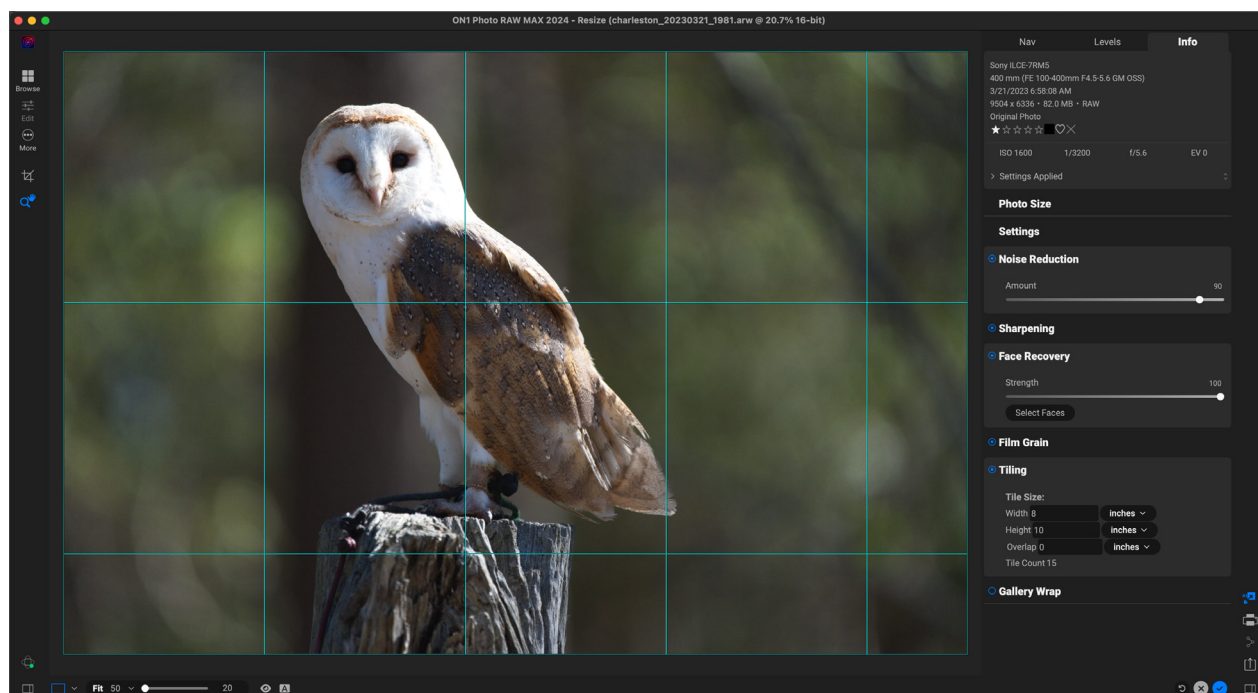 ON1 Photo RAW MAX 2024 - Resize (charleston_20230321_1981.arw @ 20.7% 16-bit)
Browse
Edit
More
Nav Levels Info
Sony ILCE-7RM5
400 mm (FE 100-400mm F4.5-5.6 GM OSS)
3/21/2023 6:58:08 AM
9504 x 6336 • 82.0 MB • RAW
Original Photo
ISO 1600 1/3200 f/5.6 EV 0
Settings Applied
Photo Size
Settings
Noise Reduction
Amount 90
Sharpening
Face Recovery
Strength 100
Select Faces
Film Grain
Tiling
Tile Size:
Width 8 inches
Height 10 inches
Overlap 0 inches
Tile Count 15
Gallery Wrap
Fit 50 20 A